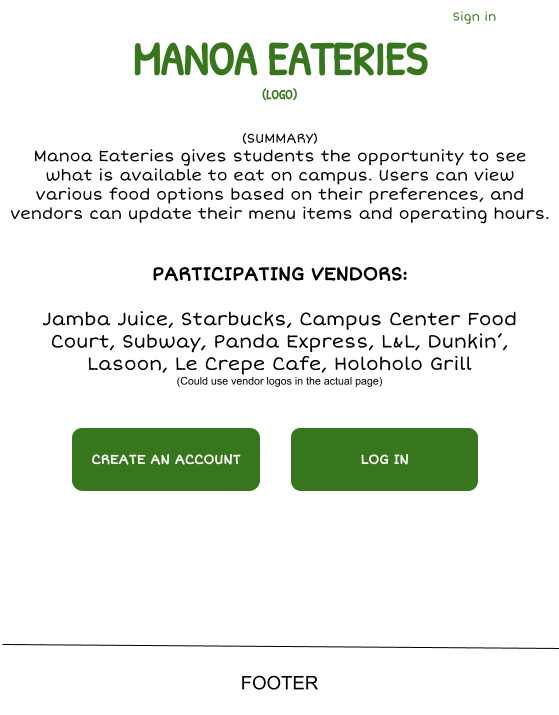 Sign in
MANOA EATERIES
(LOGO)
(SUMMARY)
Manoa Eateries gives students the opportunity to see
what is available to eat on campus. Users can view
various food options based on their preferences, and
vendors can update their menu items and operating hours.
PARTICIPATING VENDORS:
Jamba Juice, Starbucks, Campus Center Food
Court, Subway, Panda Express, L&L, Dunkin’,
Lasoon, Le Crepe Cafe, Holoholo Grill
(Could use vendor logos in the actual page)
CREATE AN ACCOUNT
LOG IN
FOOTER